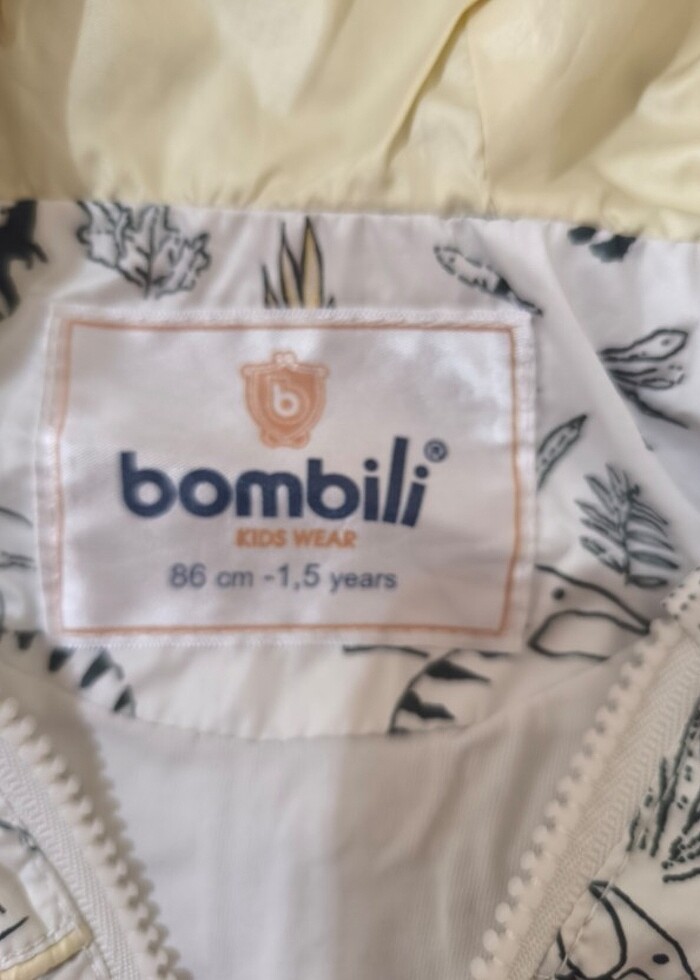 b
bombili®
KIDS WEAR
86 cm -1,5 years